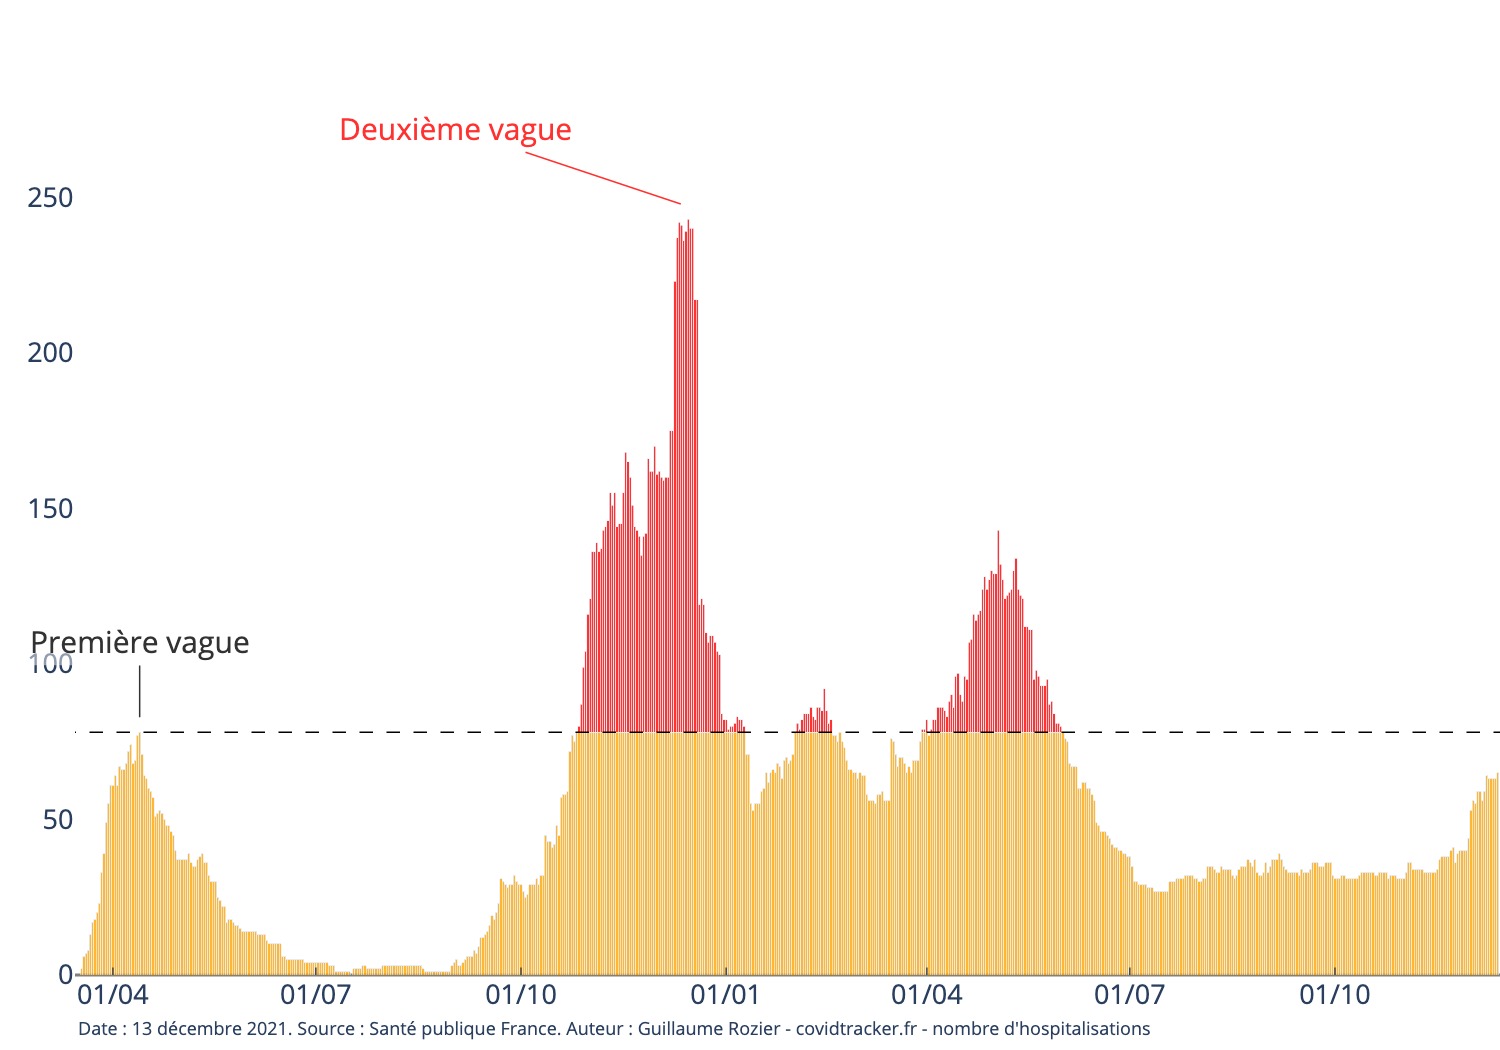 Deuxième vague
250
200
150
Première vague
100
50
0
01/04 01/07 01/10 01/01 01/04 01/07 01/10
Date : 13 décembre 2021. Source : Santé publique France. Auteur : Guillaume Rozier - covidtracker.fr - nombre d'hospitalisations